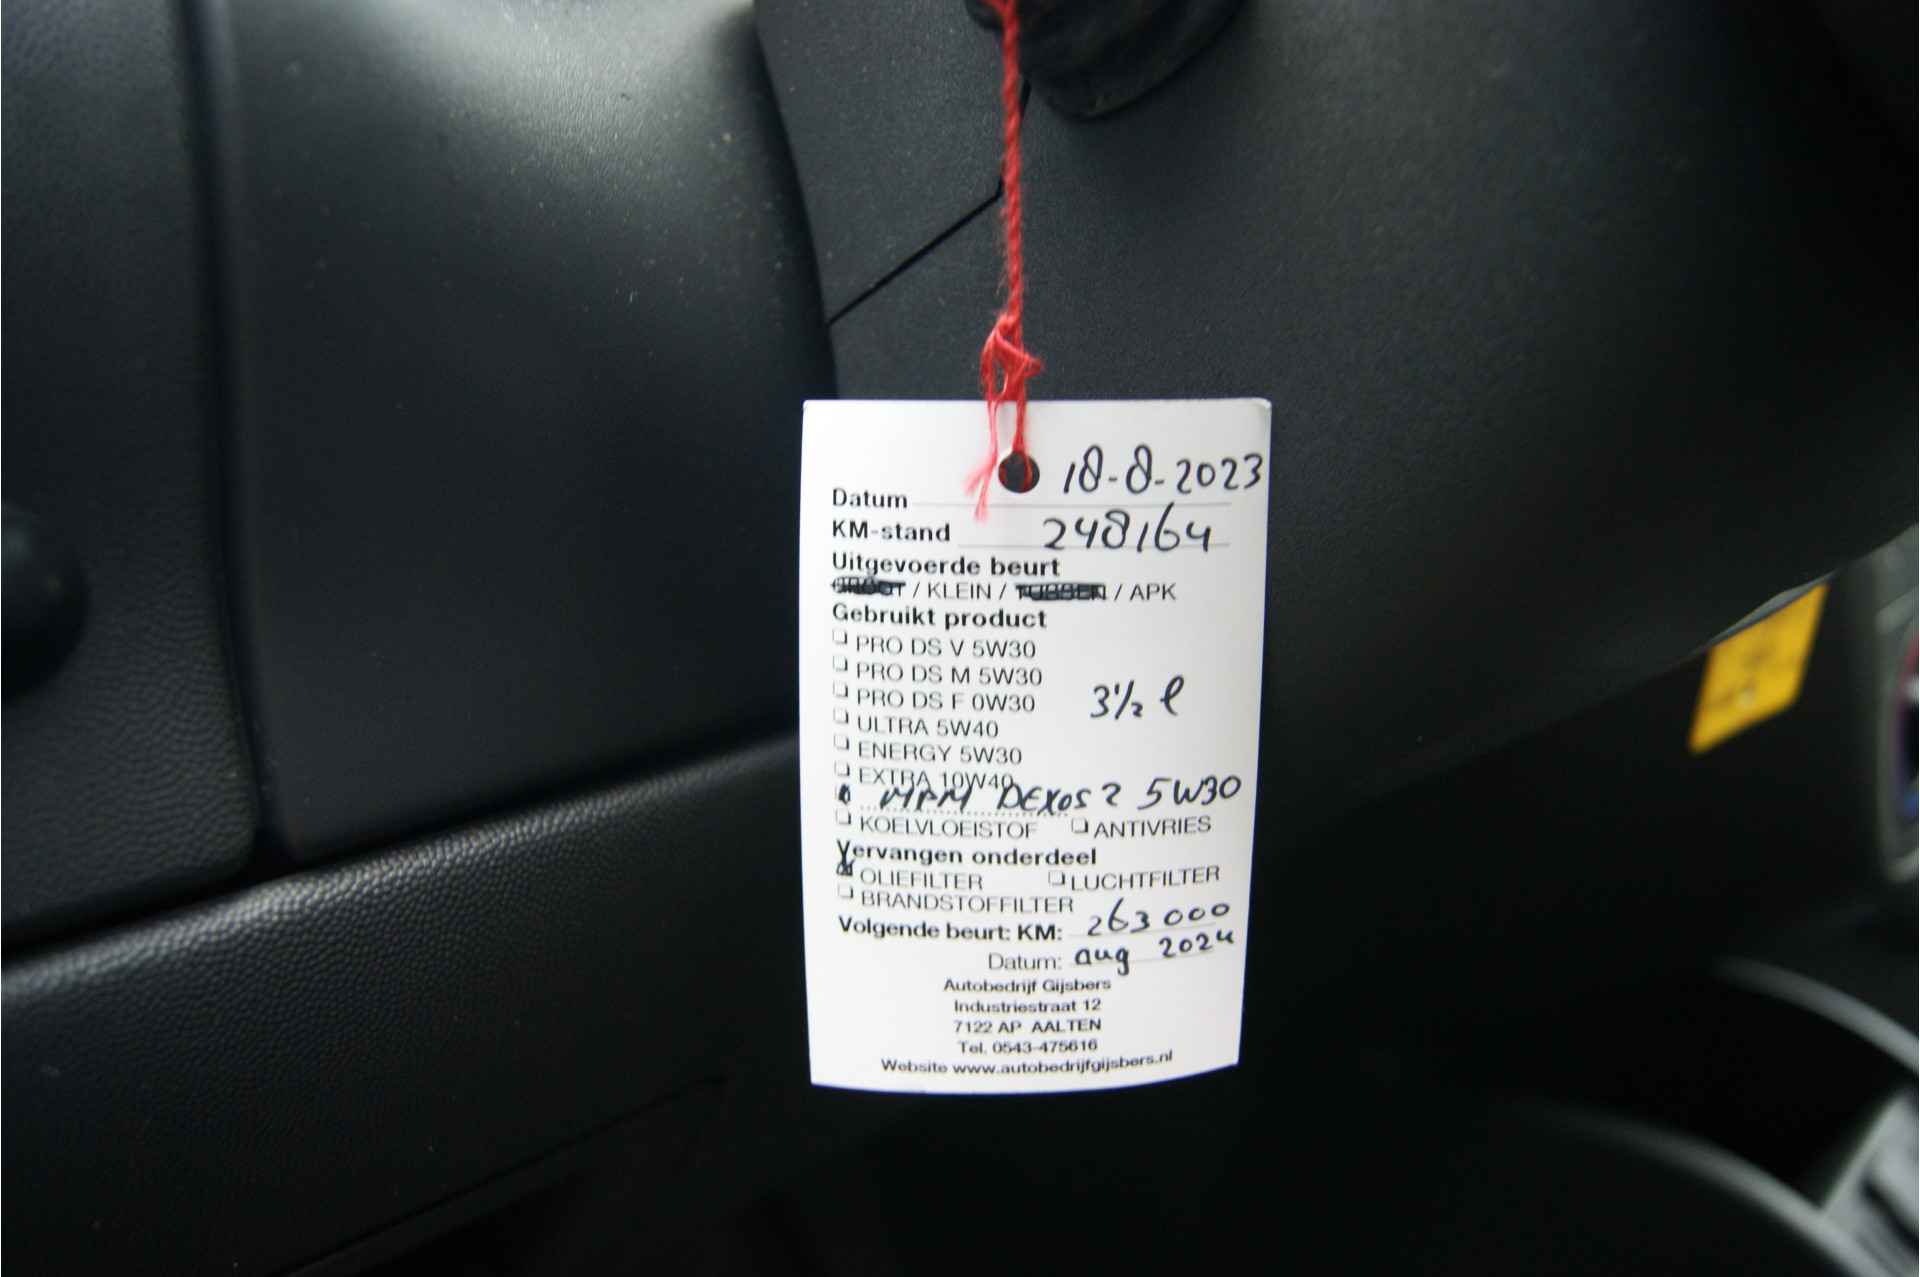 Datum 18-8-2023
KM-stand 248164
Uitgevoerde beurt
GROOT / KLEIN / TUSSEN / APK
Gebruikt product
PRO DS V 5W30
PRO DS M 5W30
PRO DS F 0W30 3½ l
ULTRA 5W40
ENERGY 5W30
EXTRA 10W40
MPM DEXOS 2 5W30
KOELVLOEISTOF ANTIVRIES
Vervangen onderdeel
OLIEFILTER LUCHTFILTER
BRANDSTOFFILTER
Volgende beurt: KM: 263000
Datum: aug 2024
Autobedrijf Gijsbers
Industriestraat 12
7122 AP AALTEN
Tel. 0543-475616
Website www.autobedrijfgijsbers.nl